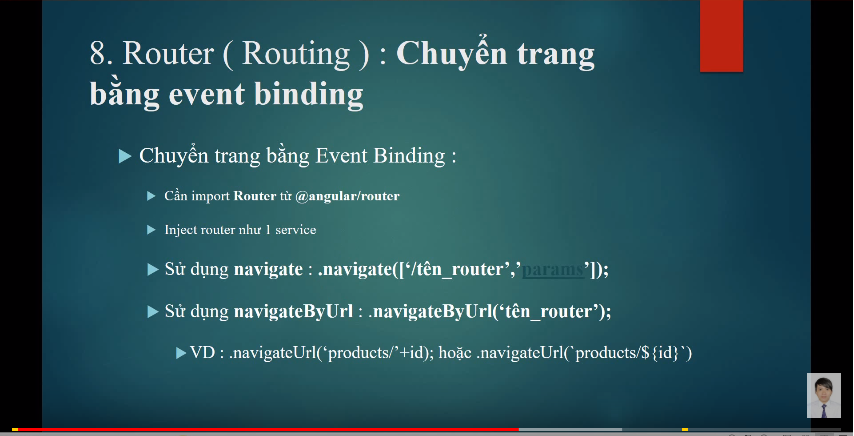 8. Router ( Routing ) : Chuyển trang
bằng event binding
Chuyển trang bằng Event Binding :
Cần import Router từ @angular/router
Inject router như 1 service
Sử dụng navigate : .navigate([‘/tên_router’,’params’]);
Sử dụng navigateByUrl : .navigateByUrl(‘tên_router’);
VD : .navigateUrl(‘products/’+id); hoặc .navigateUrl(`products/${id}`)